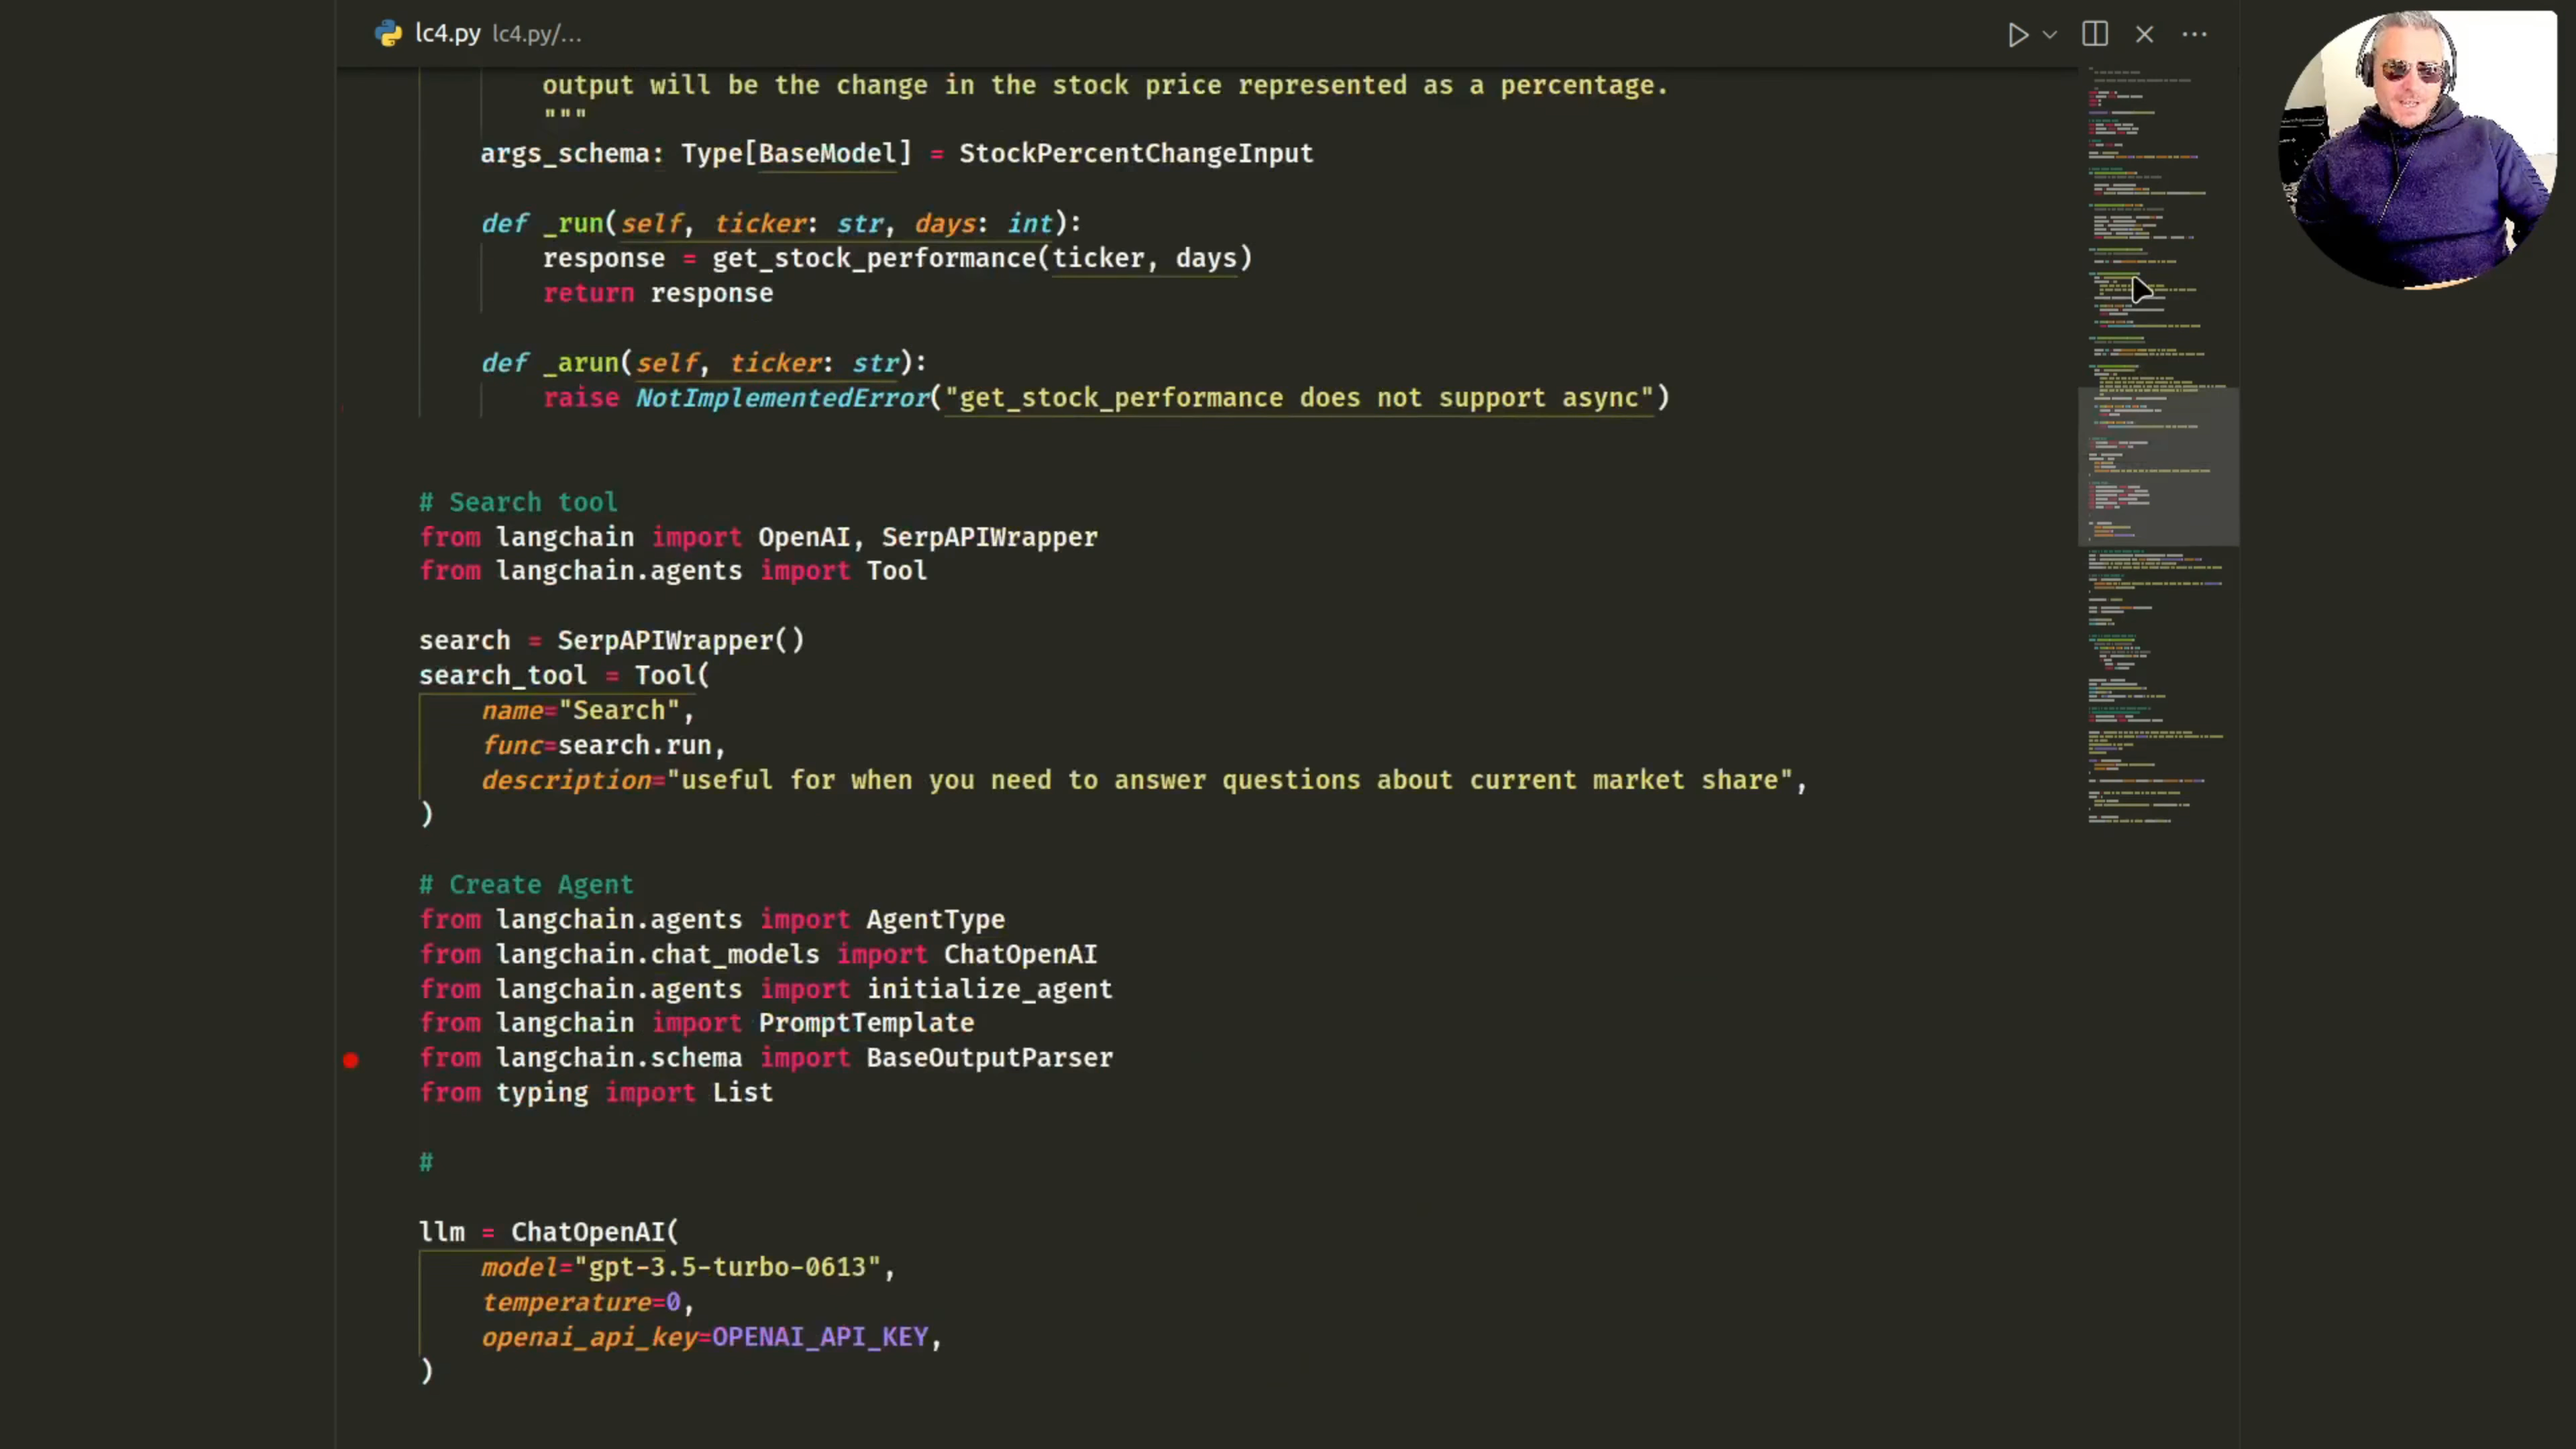 lc4.py lc4.py/...
output will be the change in the stock price represented as a percentage.
"""
args_schema: Type[BaseModel] = StockPercentChangeInput
def _run(self, ticker: str, days: int):
response = get_stock_performance(ticker, days)
return response
def _arun(self, ticker: str):
raise NotImplementedError("get_stock_performance does not support async")
# Search tool
from langchain import OpenAI, SerpAPIWrapper
from langchain.agents import Tool
search = SerpAPIWrapper()
search_tool = Tool(
name="Search",
func=search.run,
description="useful for when you need to answer questions about current market share",
)
# Create Agent
from langchain.agents import AgentType
from langchain.chat_models import ChatOpenAI
from langchain.agents import initialize_agent
from langchain import PromptTemplate
from langchain.schema import BaseOutputParser
from typing import List
#
llm = ChatOpenAI(
model="gpt-3.5-turbo-0613",
temperature=0,
openai_api_key=OPENAI_API_KEY,
)